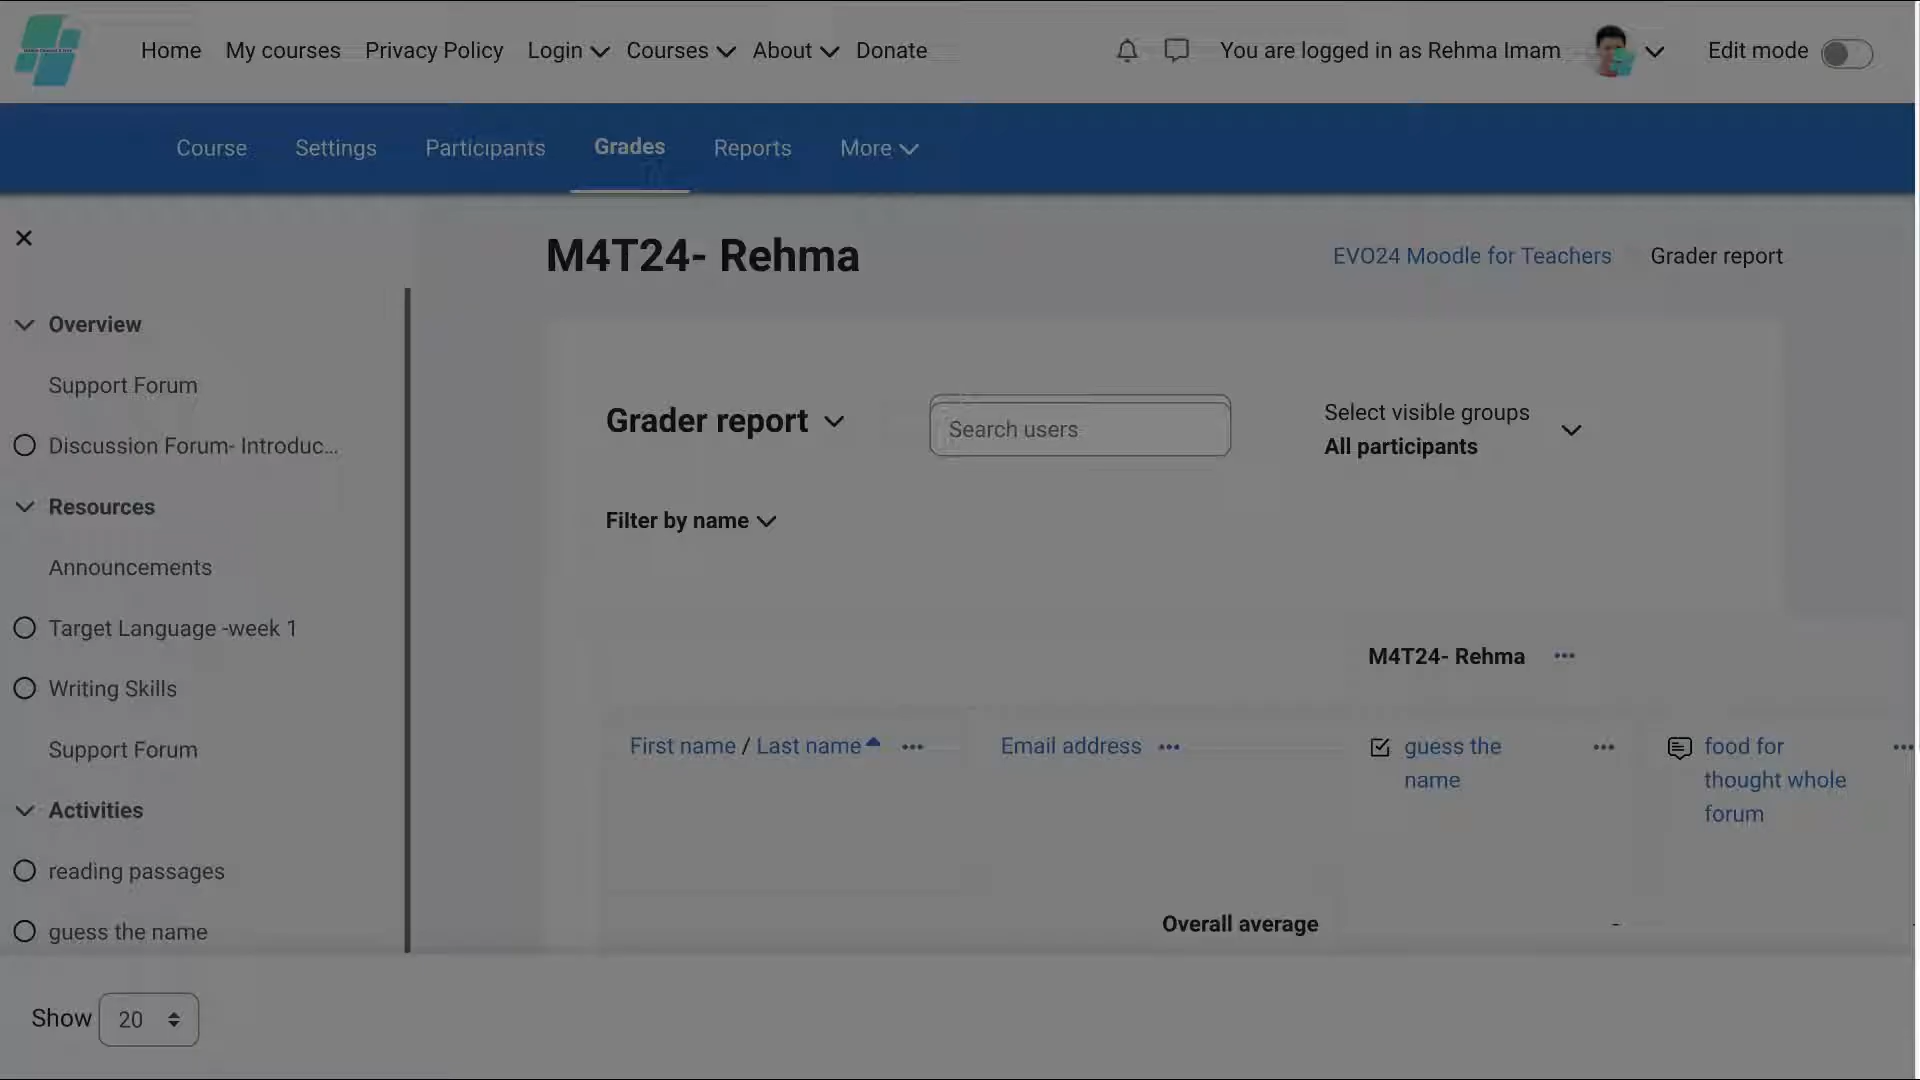 Home My courses Privacy Policy Login Courses About Donate
You are logged in as Rehma Imam Edit mode
Course Settings Participants Grades Reports More
M4T24- Rehma
EVO24 Moodle for Teachers Grader report
Overview
Support Forum
Discussion Forum- Introduc...
Resources
Announcements
Target Language -week 1
Writing Skills
Support Forum
Activities
reading passages
guess the name
Grader report
Search users
Select visible groups
All participants
Filter by name
M4T24- Rehma
First name / Last name
Email address
guess the
name
food for
thought whole
forum
Overall average -
Show 20